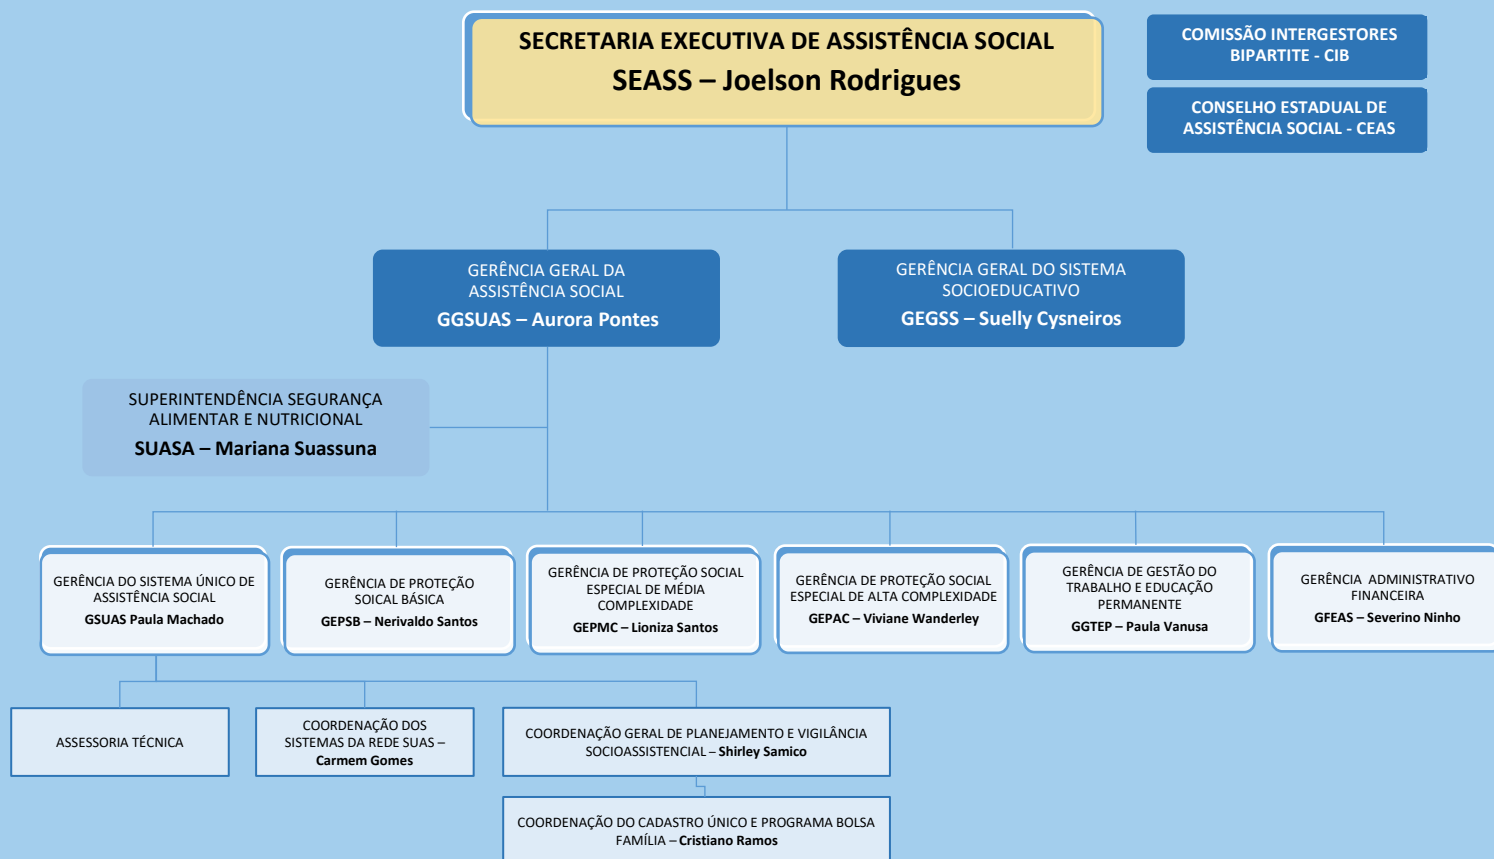 SECRETARIA EXECUTIVA DE ASSISTÊNCIA SOCIAL
SEASS – Joelson Rodrigues
COMISSÃO INTERGESTORES
BIPARTITE - CIB
CONSELHO ESTADUAL DE
ASSISTÊNCIA SOCIAL - CEAS
GERÊNCIA GERAL DA
ASSISTÊNCIA SOCIAL
GGSUAS – Aurora Pontes
GERÊNCIA GERAL DO SISTEMA
SOCIOEDUCATIVO
GEGSS – Suelly Cysneiros
SUPERINTENDÊNCIA SEGURANÇA
ALIMENTAR E NUTRICIONAL
SUASA – Mariana Suassuna
GERÊNCIA DO SISTEMA ÚNICO DE
ASSISTÊNCIA SOCIAL
GSUAS Paula Machado
GERÊNCIA DE PROTEÇÃO
SOICAL BÁSICA
GEPSB – Nerivaldo Santos
GERÊNCIA DE PROTEÇÃO SOCIAL
ESPECIAL DE MÉDIA
COMPLEXIDADE
GEPMC – Lioniza Santos
GERÊNCIA DE PROTEÇÃO SOCIAL
ESPECIAL DE ALTA COMPLEXIDADE
GEPAC – Viviane Wanderley
GERÊNCIA DE GESTÃO DO
TRABALHO E EDUCAÇÃO
PERMANENTE
GGTEP – Paula Vanusa
GERÊNCIA  ADMINISTRATIVO
FINANCEIRA
GFEAS – Severino Ninho
ASSESSORIA TÉCNICA
COORDENAÇÃO DOS
SISTEMAS DA REDE SUAS –
Carmem Gomes
COORDENAÇÃO GERAL DE PLANEJAMENTO E VIGILÂNCIA
SOCIOASSISTENCIAL – Shirley Samico
COORDENAÇÃO DO CADASTRO ÚNICO E PROGRAMA BOLSA
FAMÍLIA – Cristiano Ramos